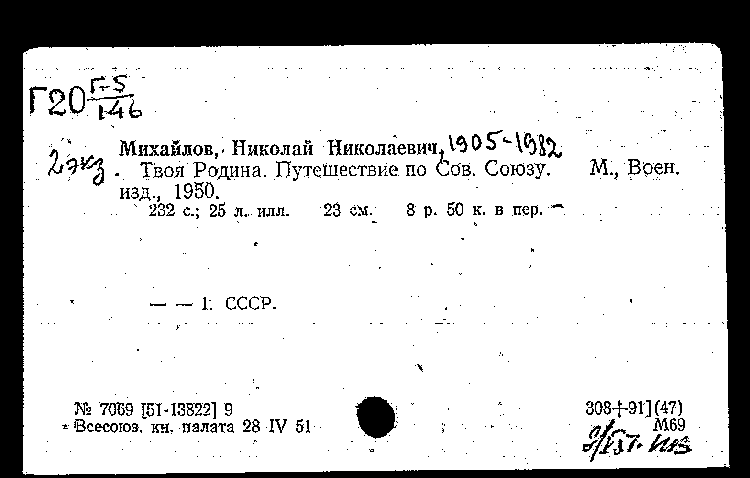 Г20 Г-5/146
Михайлов, Николай Николаевич, 1905-1982
2 экз. Твоя Родина. Путешествие по Сов. Союзу. М., Воен.
изд., 1950.
232 с.; 25 л. илл. 23 см. 8 р. 50 к. в пер. —
— — 1. СССР.
№ 7069 [51-13822] 9 308+91](47)
Всесоюз. кн. палата 28 IV 51 М69